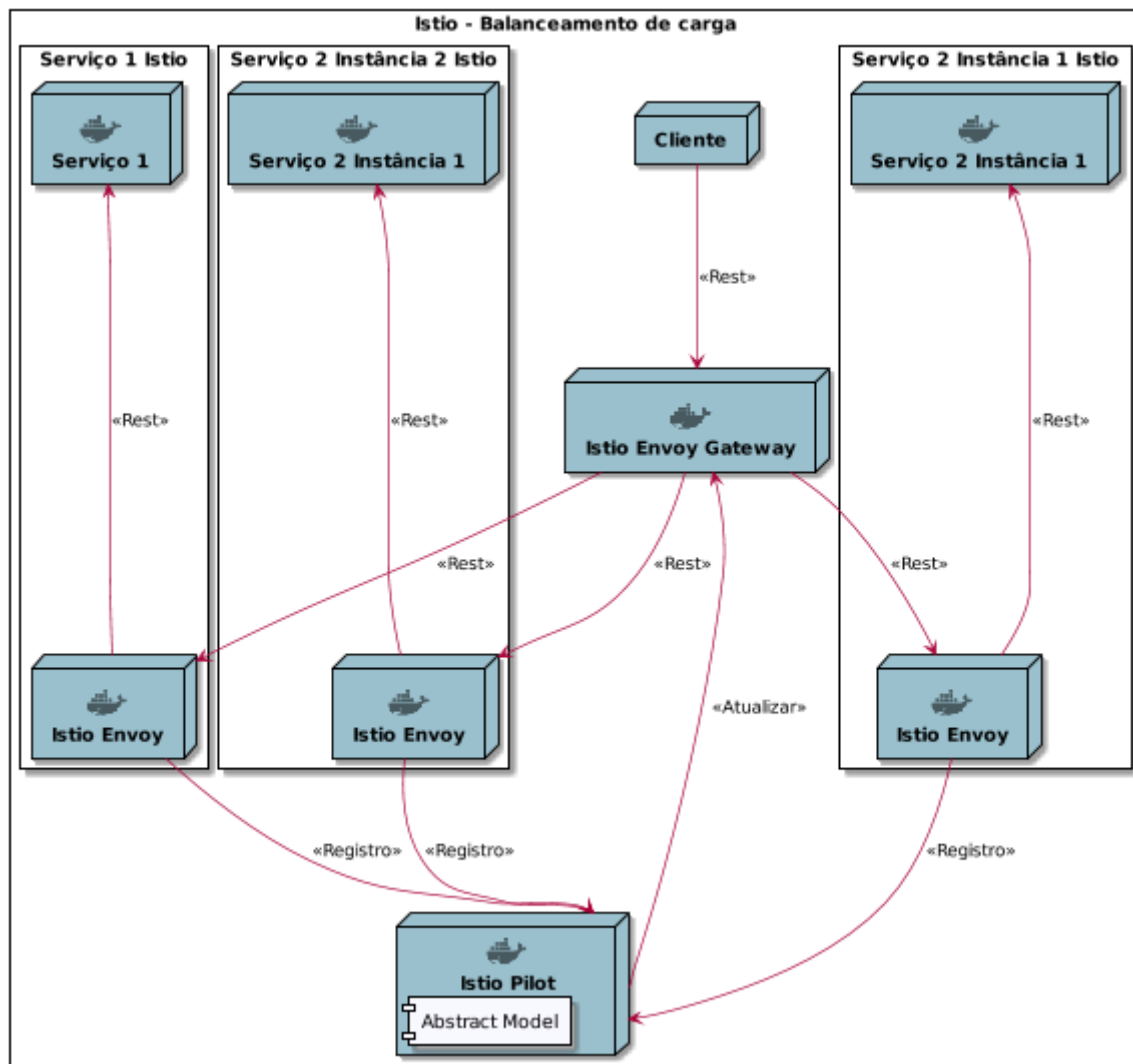 Istio - Balanceamento de carga
Serviço 1 Istio
Serviço 2 Instância 2 Istio
Serviço 2 Instância 1 Istio
Serviço 1
Serviço 2 Instância 1
Cliente
Serviço 2 Instância 1
«Rest»
«Rest»
«Rest»
«Rest»
Istio Envoy Gateway
«Rest»
«Rest»
«Rest»
«Atualizar»
Istio Envoy
Istio Envoy
Istio Envoy
«Registro»
«Registro»
«Registro»
Istio Pilot
Abstract Model